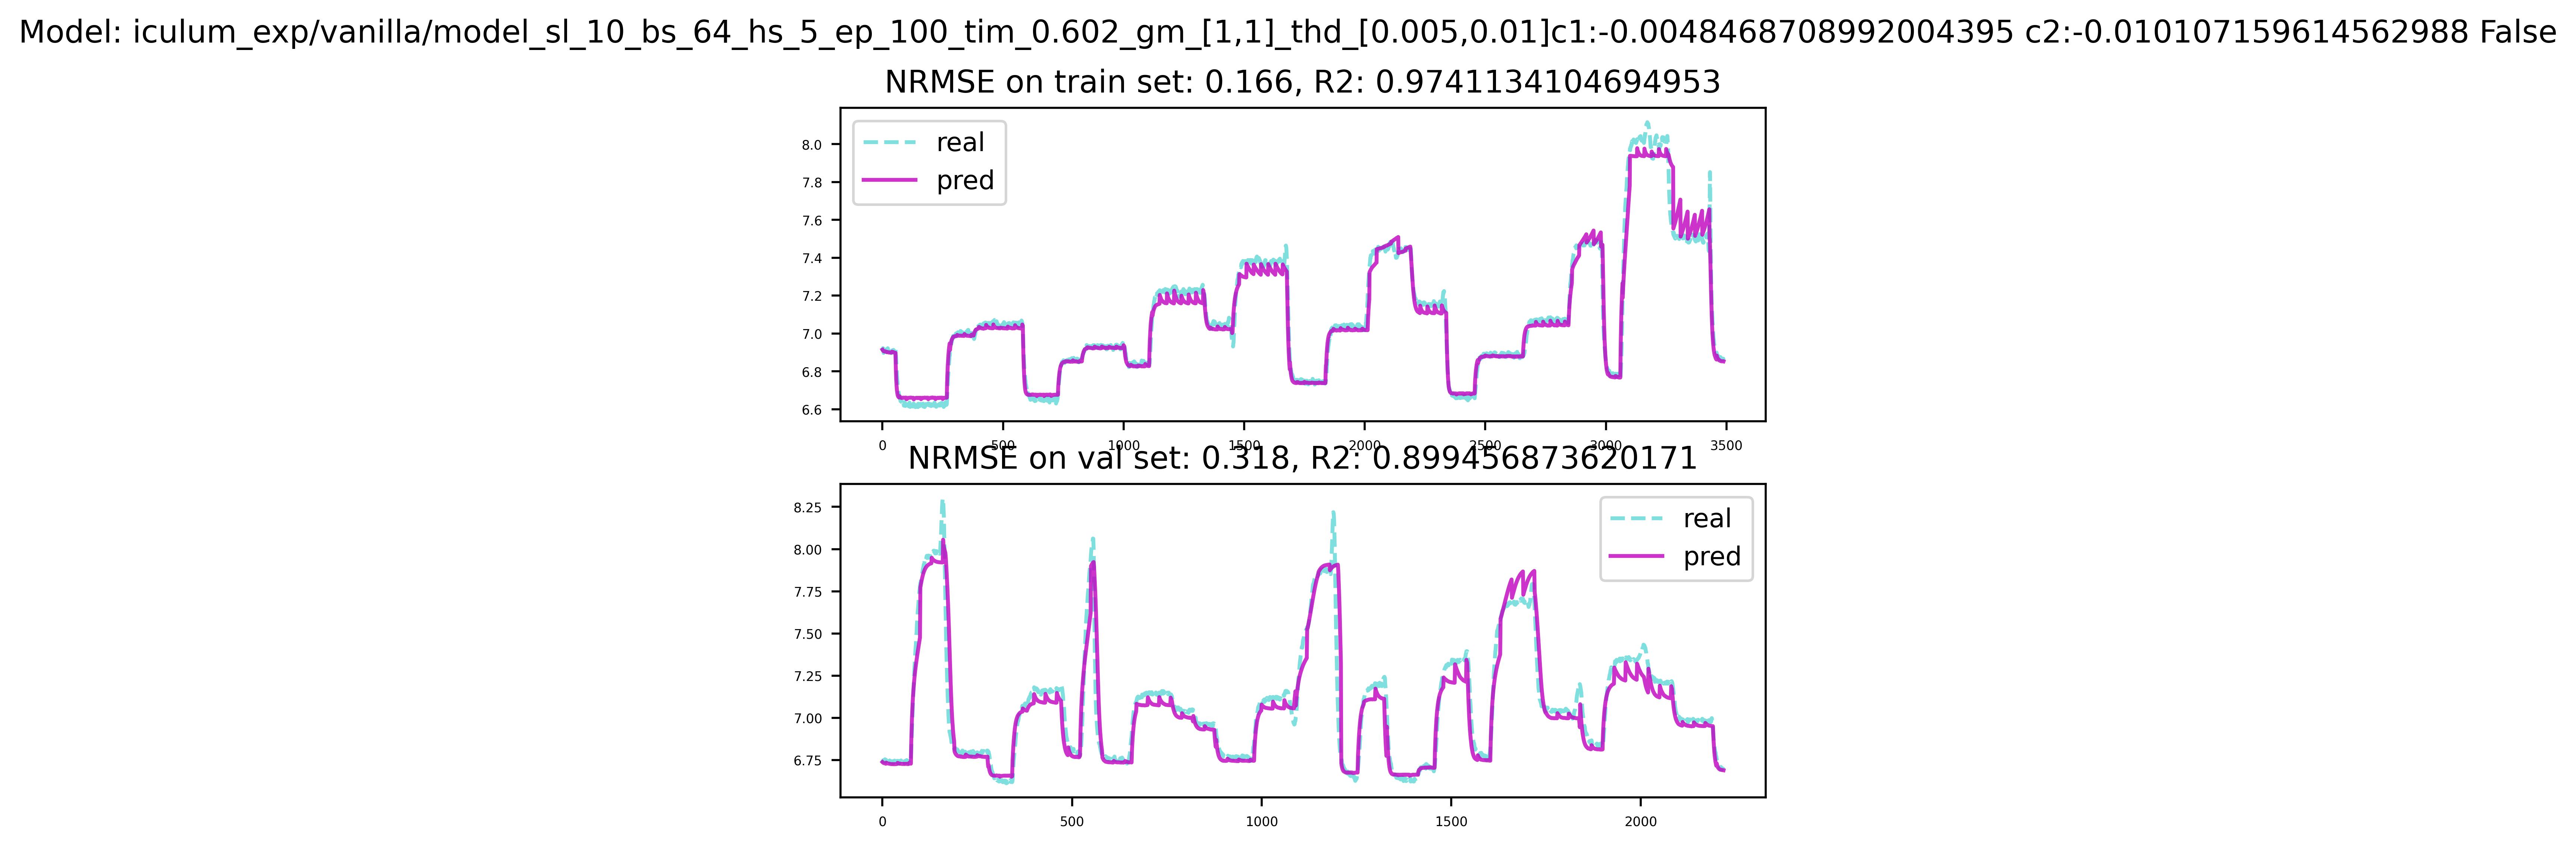 Model: iculum_exp/vanilla/model_sl_10_bs_64_hs_5_ep_100_tim_0.602_gm_[1,1]_thd_[0.005,0.01]c1:-0.0048468708992004395 c2:-0.010107159614562988 False
NRMSE on train set: 0.166, R2: 0.9741134104694953
real
pred
8.0
7.8
7.6
7.4
7.2
7.0
6.8
6.6
0 500 1000 1500 2000 2500 3000 3500
NRMSE on val set: 0.318, R2: 0.899456873620171
real
pred
8.25
8.00
7.75
7.50
7.25
7.00
6.75
0 500 1000 1500 2000